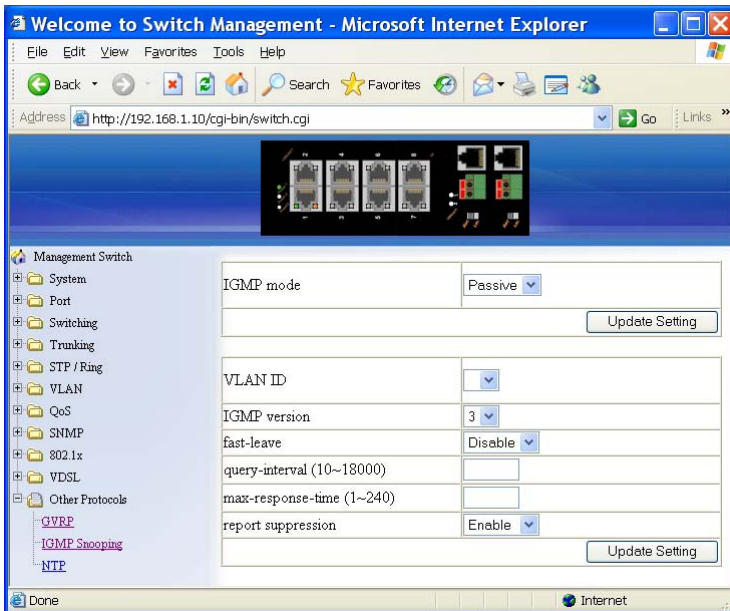 Welcome to Switch Management - Microsoft Internet Explorer
File Edit View Favorites Tools Help
Back Search Favorites
Address http://192.168.1.10/cgi-bin/switch.cgi Go Links »
Management Switch
System
Port
Switching
Trunking
STP / Ring
VLAN
QoS
SNMP
802.1x
VDSL
Other Protocols
GVRP
IGMP Snooping
NTP
IGMP mode Passive
Update Setting
VLAN ID
IGMP version 3
fast-leave Disable
query-interval (10~18000)
max-response-time (1~240)
report suppression Enable
Update Setting
Done Internet